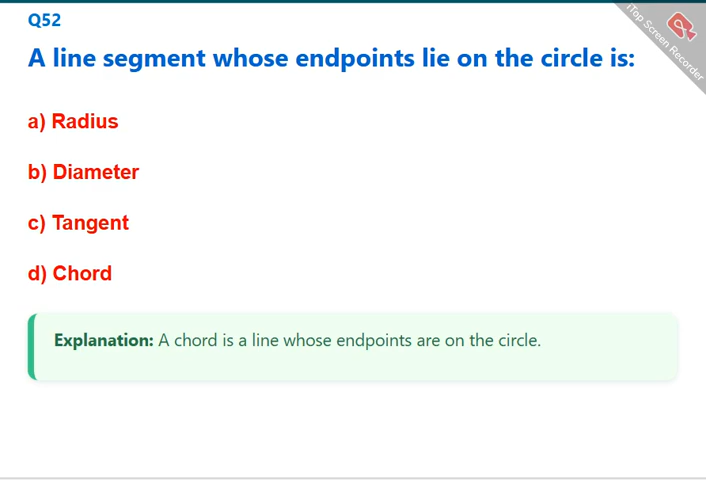 iTop Screen Recorder
Q52
A line segment whose endpoints lie on the circle is:
a) Radius
b) Diameter
c) Tangent
d) Chord
Explanation: A chord is a line whose endpoints are on the circle.